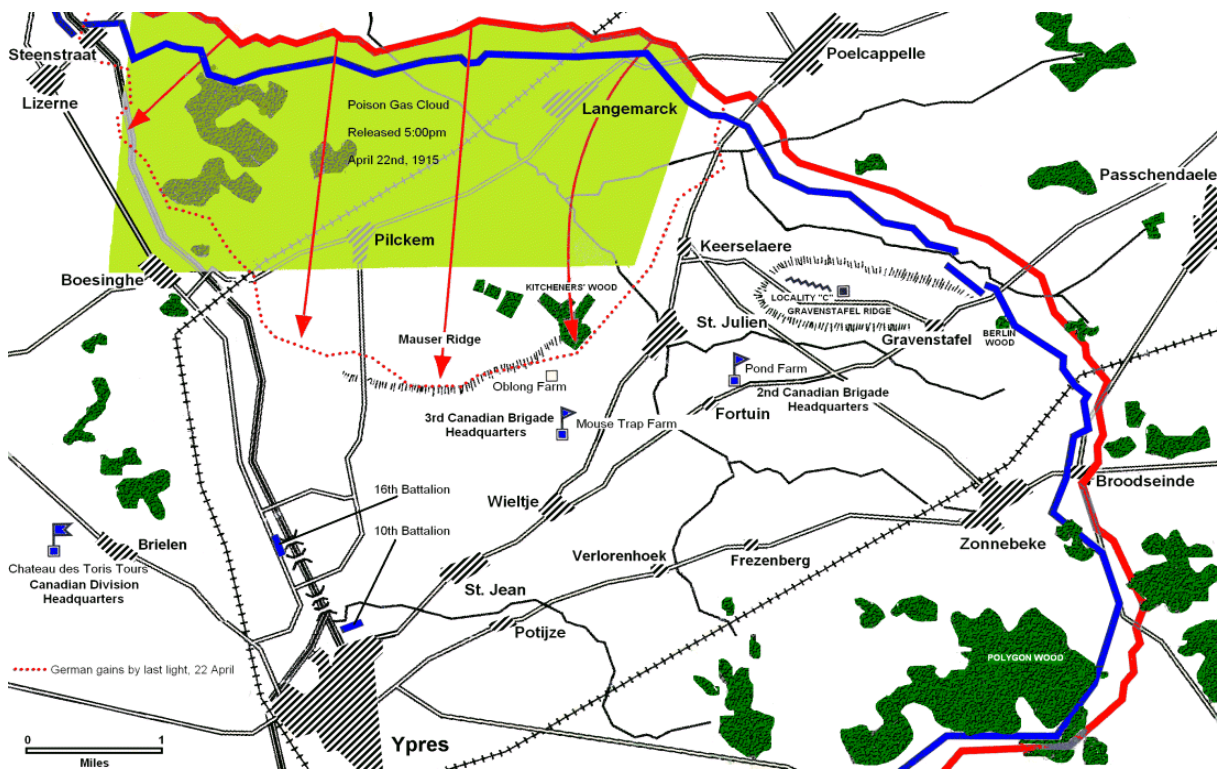 Steenstraat
Poelcappelle
Lizerne
Poison Gas Cloud
Released 5:00pm
April 22nd, 1915
Langemarck
Passchendaele
Pilckem
Keerselaere
Boesinghe
KITCHENERS' WOOD
LOCALITY "C"
GRAVENSTAFEL RIDGE
St. Julien
Gravenstafel
BERLIN
WOOD
Mauser Ridge
Oblong Farm
Pond Farm
2nd Canadian Brigade
Headquarters
3rd Canadian Brigade
Headquarters
Mouse Trap Farm
Fortuin
16th Battalion
Wieltje
Broodseinde
10th Battalion
Brielen
Verlorenhoek
Frezenberg
Zonnebeke
Chateau des Toris Tours
Canadian Division
Headquarters
St. Jean
Potijze
German gains by last light, 22 April
POLYGON WOOD
Ypres
0 1
Miles